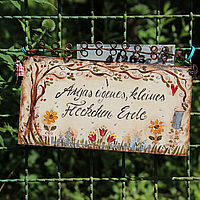 Anjas eigenes, kleines
Fleckchen Erde